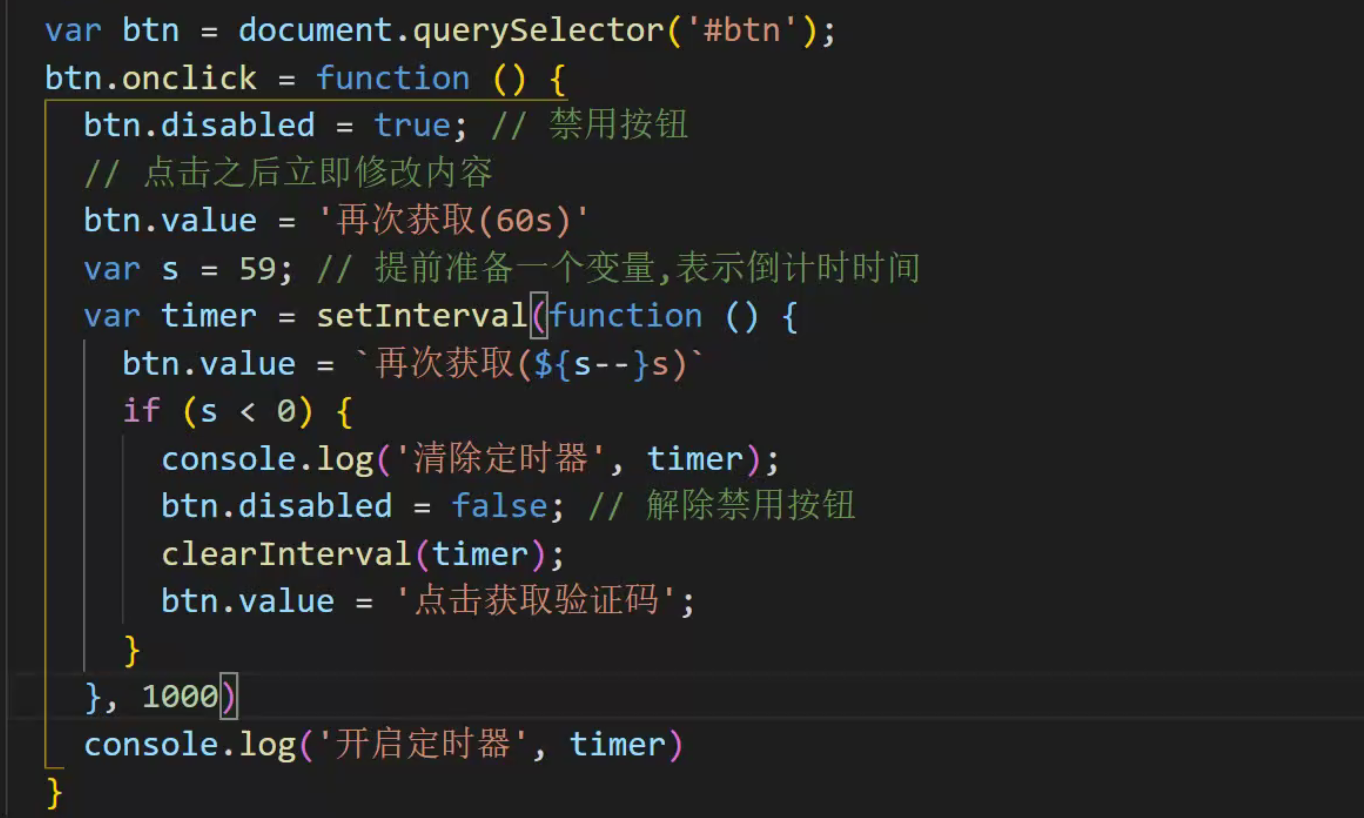 var btn = document.querySelector('#btn');
btn.onclick = function () {
btn.disabled = true; // 禁用按钮
// 点击之后立即修改内容
btn.value = '再次获取(60s)'
var s = 59; // 提前准备一个变量,表示倒计时时间
var timer = setInterval(function () {
btn.value = `再次获取(${s--}s)`
if (s < 0) {
console.log('清除定时器', timer);
btn.disabled = false; // 解除禁用按钮
clearInterval(timer);
btn.value = '点击获取验证码';
}
}, 1000)
console.log('开启定时器', timer)
}